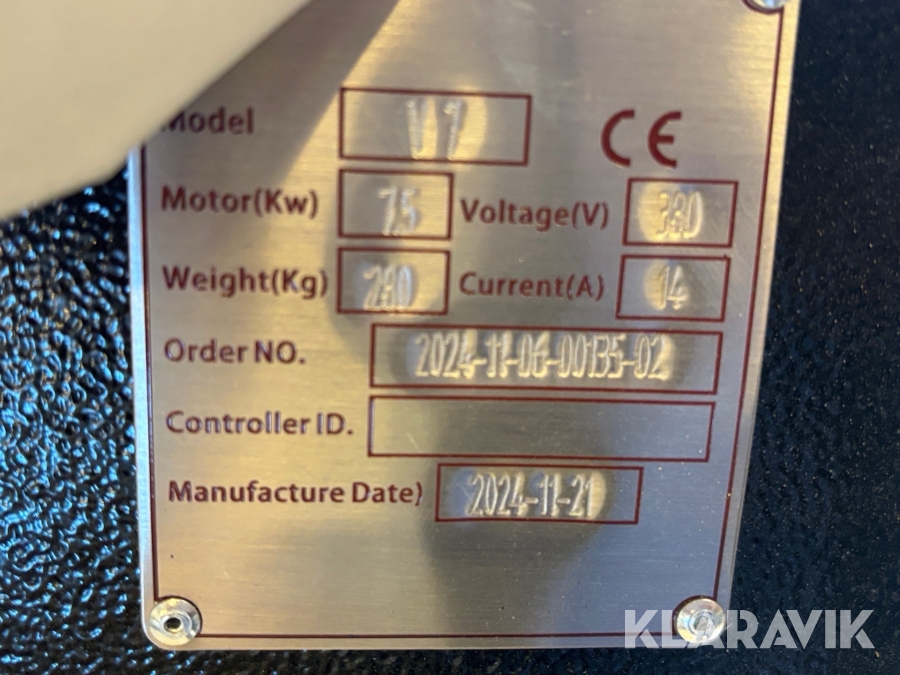 Model V 7 CE
Motor(Kw) 7.5 Voltage(V) 380
Weight(Kg) 280 Current(A) 14
Order NO. 2024-11-06-00135-02
Controller ID.
Manufacture Date) 2024-11-21
KLARAVIK